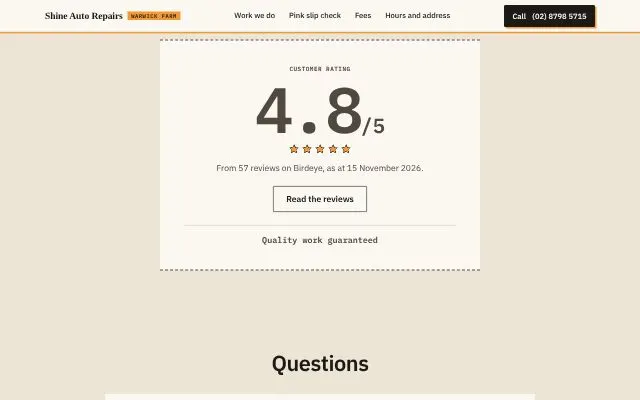 Shine Auto Repairs WARWICK FARM Work we do Pink slip check Fees Hours and address Call (02) 8798 5715
CUSTOMER RATING
4.8/5
From 57 reviews on Birdeye, as at 15 November 2026.
Read the reviews
Quality work guaranteed
Questions